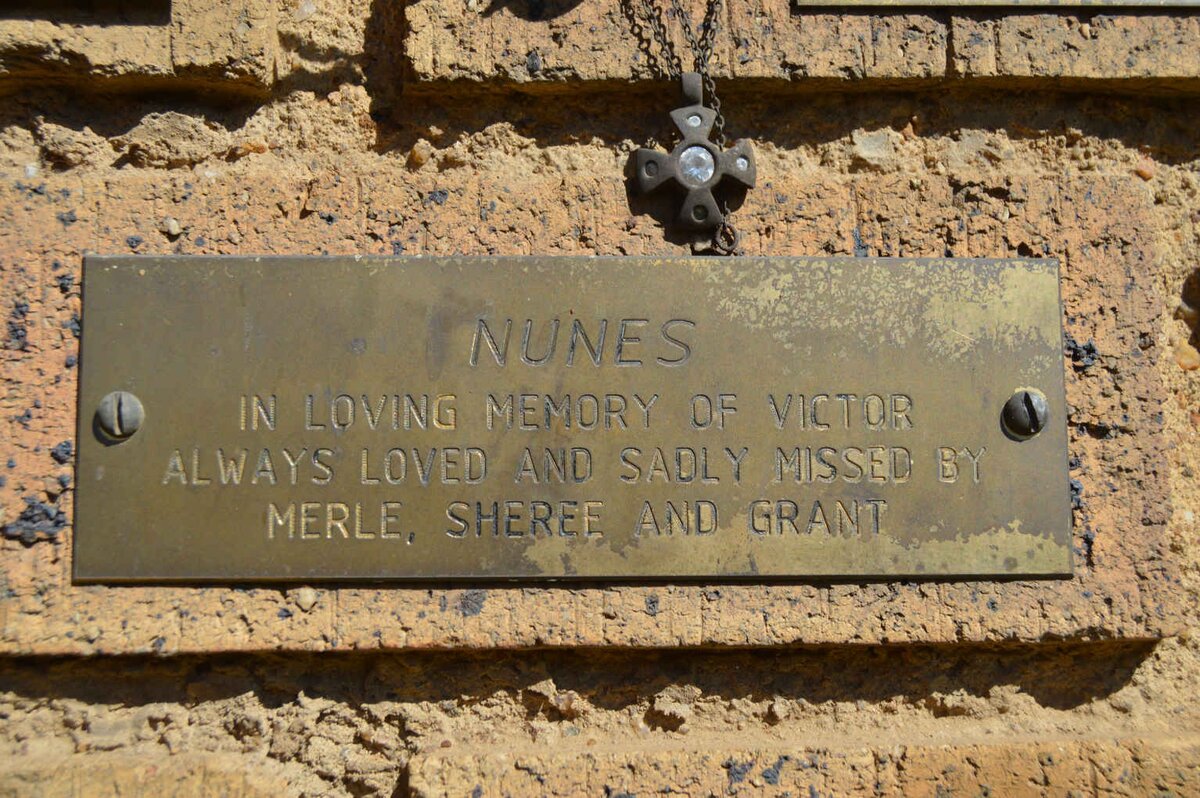 NUNES
IN LOVING MEMORY OF VICTOR
ALWAYS LOVED AND SADLY MISSED BY
MERLE, SHEREE AND GRANT